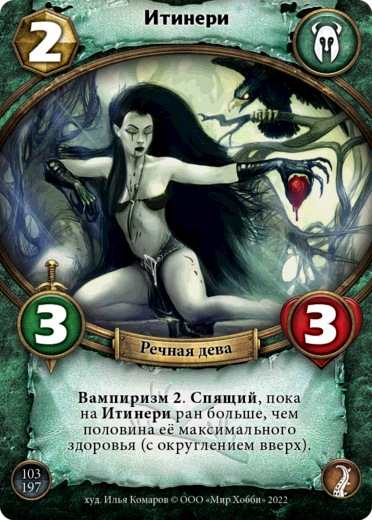 Итинери
2
3
3
Речная дева
Вампиризм 2. Спящий, пока
на Итинери ран больше, чем
половина её максимального
здоровья (с округлением вверх).
103
197
худ. Илья Комаров © ООО «Мир Хобби» 2022